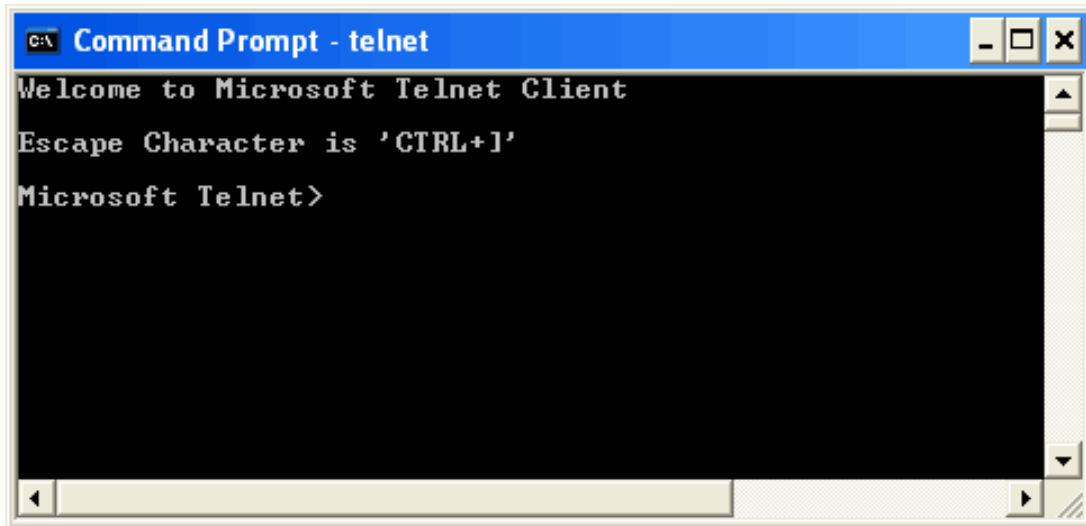 C:\ Command Prompt - telnet
Welcome to Microsoft Telnet Client
Escape Character is 'CTRL+]'
Microsoft Telnet>